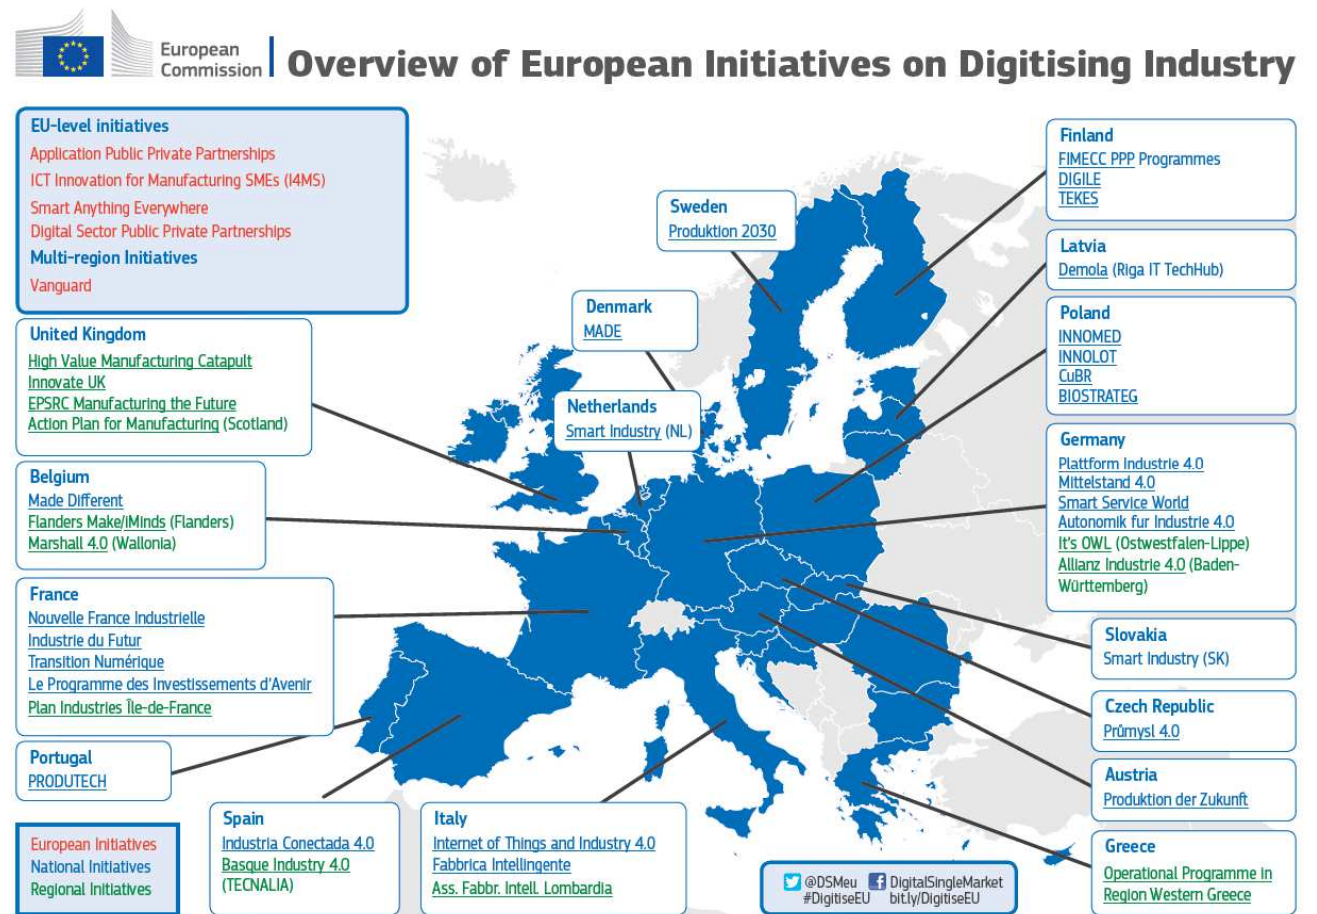 European
Commission
Overview of European Initiatives on Digitising Industry
EU-level initiatives
Application Public Private Partnerships
ICT Innovation for Manufacturing SMEs (I4MS)
Smart Anything Everywhere
Digital Sector Public Private Partnerships
Multi-region Initiatives
Vanguard
United Kingdom
High Value Manufacturing Catapult
Innovate UK
EPSRC Manufacturing the Future
Action Plan for Manufacturing (Scotland)
Belgium
Made Different
Flanders Make/iMinds (Flanders)
Marshall 4.0 (Wallonia)
France
Nouvelle France Industrielle
Industrie du Futur
Transition Numérique
Le Programme des Investissements d'Avenir
Plan Industries Île-de-France
Portugal
PRODUTECH
European Initiatives
National Initiatives
Regional Initiatives
Spain
Industria Conectada 4.0
Basque Industry 4.0
(TECNALIA)
Italy
Internet of Things and Industry 4.0
Fabbrica Intellingente
Ass. Fabbr. Intell. Lombardia
Sweden
Produktion 2030
Denmark
MADE
Netherlands
Smart Industry (NL)
Finland
FIMECC PPP Programmes
DIGILE
TEKES
Latvia
Demola (Riga IT TechHub)
Poland
INNOMED
INNOLOT
CuBR
BIOSTRATEG
Germany
Plattform Industrie 4.0
Mittelstand 4.0
Smart Service World
Autonomik fur Industrie 4.0
It's OWL (Ostwestfalen-Lippe)
Allianz Industrie 4.0 (Baden-
Württemberg)
Slovakia
Smart Industry (SK)
Czech Republic
Průmysl 4.0
Austria
Produktion der Zukunft
Greece
Operational Programme in
Region Western Greece
@DSMeu DigitalSingleMarket
#DigitiseEU bit.ly/DigitiseEU